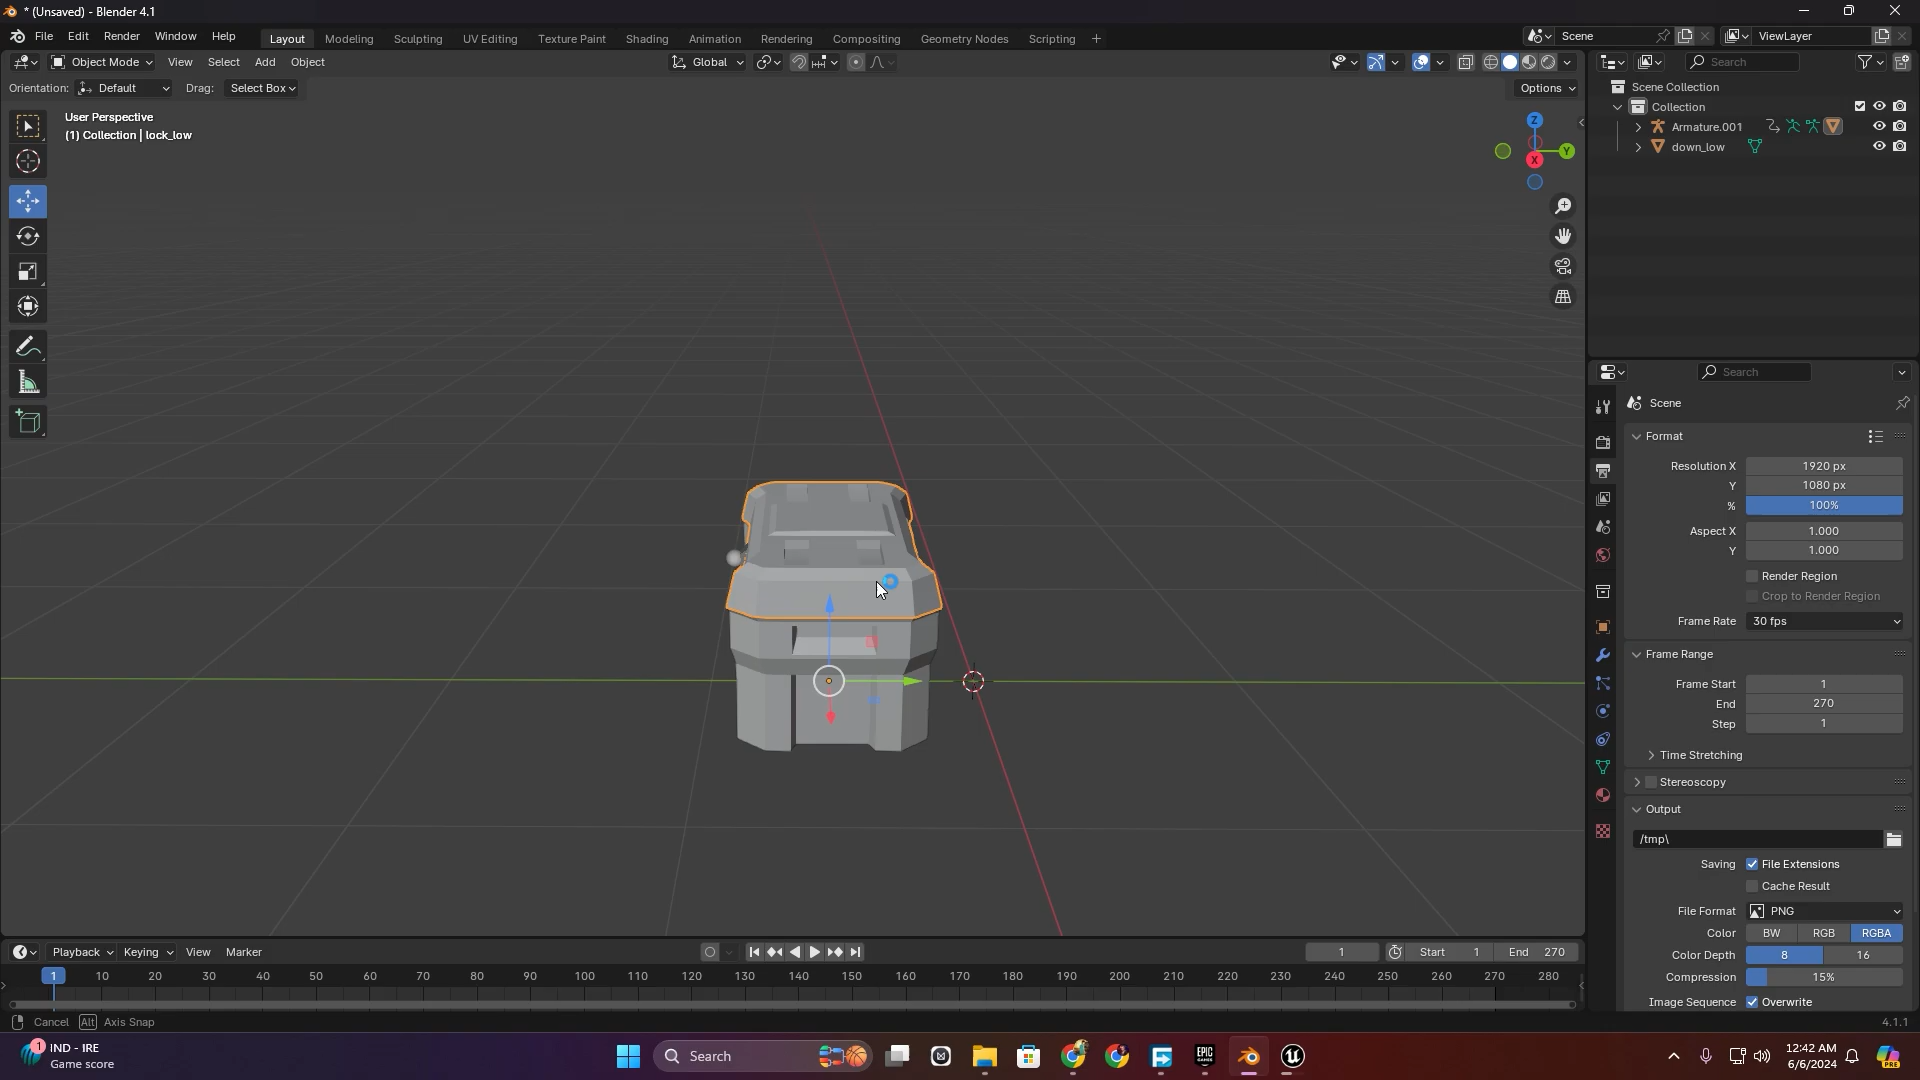 * (Unsaved) - Blender 4.1
File Edit Render Window Help Layout Modeling Sculpting UV Editing Texture Paint Shading Animation Rendering Compositing Geometry Nodes Scripting + Scene ViewLayer
Object Mode View Select Add Object Global Search
Orientation: Default Drag: Select Box Options
Scene Collection
Collection
Armature.001
down_low
User Perspective
(1) Collection | lock_low
Z
Y
X
Search
Scene
Format
Resolution X 1920 px
Y 1080 px
% 100%
Aspect X 1.000
Y 1.000
Render Region
Crop to Render Region
Frame Rate 30 fps
Frame Range
Frame Start 1
End 270
Step 1
Time Stretching
Stereoscopy
Output
/tmp\
Saving File Extensions
Cache Result
File Format PNG
Color BW RGB RGBA
Color Depth 8 16
Compression 15%
Image Sequence Overwrite
Playback Keying View Marker 1 Start 1 End 270
1 10 20 30 40 50 60 70 80 90 100 110 120 130 140 150 160 170 180 190 200 210 220 230 240 250 260 270 280
Cancel Alt Axis Snap 4.1.1
1 IND - IRE
Game score
Search
EPIC GAMES
PRE
12:42 AM
6/6/2024